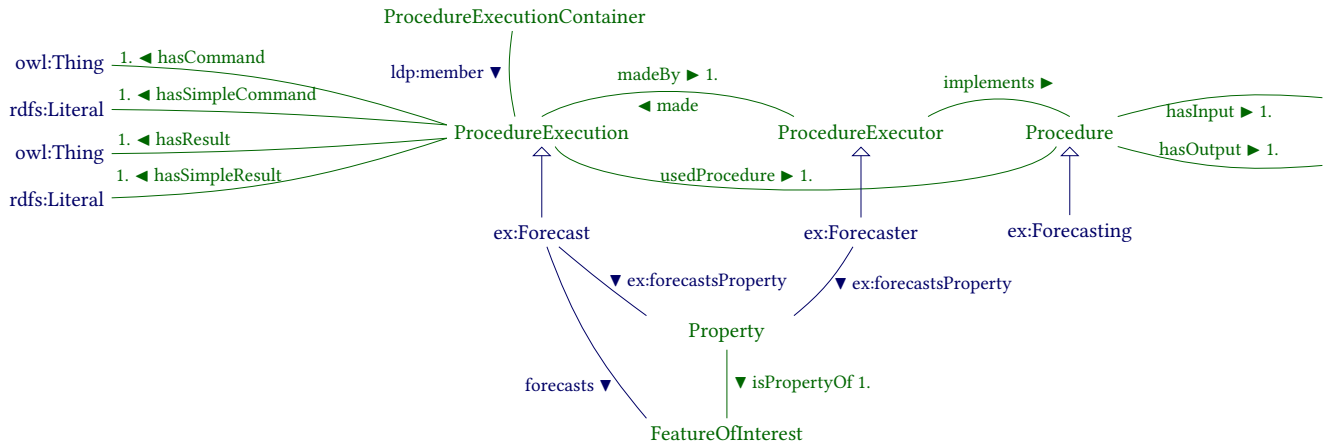 ProcedureExecutionContainer
owl:Thing
1. ◄ hasCommand
ldp:member ▼
madeBy ► 1.
implements ►
rdfs:Literal
1. ◄ hasSimpleCommand
◄ made
hasInput ► 1.
ProcedureExecution
ProcedureExecutor
Procedure
owl:Thing
1. ◄ hasResult
hasOutput ► 1.
rdfs:Literal
1. ◄ hasSimpleResult
usedProcedure ► 1.
ex:Forecast
ex:Forecaster
ex:Forecasting
▼ ex:forecastsProperty
▼ ex:forecastsProperty
Property
forecasts ▼
▼ isPropertyOf 1.
FeatureOfInterest